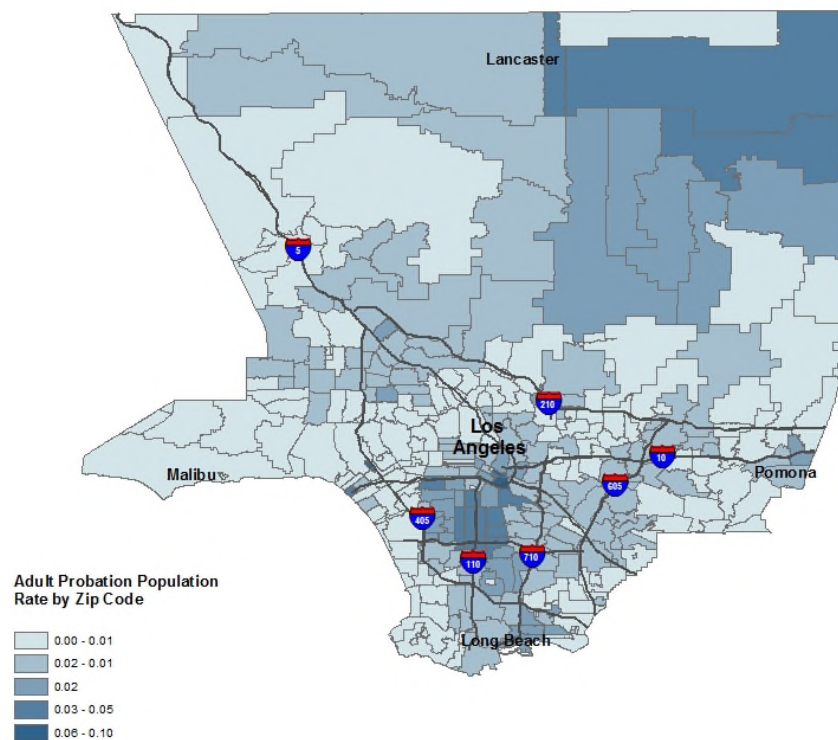 Lancaster
5
210
Los
Angeles
Malibu
10
Pomona
605
405
110
710
Long Beach
Adult Probation Population
Rate by Zip Code
0.00 - 0.01
0.02 - 0.01
0.02
0.03 - 0.05
0.06 - 0.10